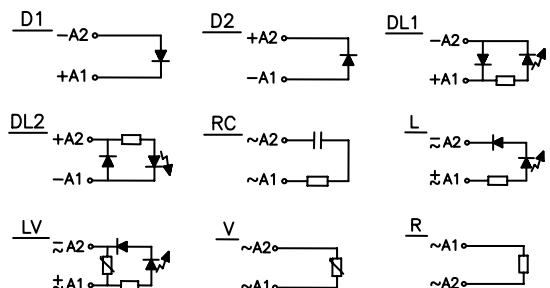 D1
−A2
+A1
D2
+A2
−A1
DL1
−A2
+A1
DL2
+A2
−A1
RC
~A2
~A1
L
≂ A2
± ~ A1
LV
≂ A2
± ~ A1
V
~A2
~A1
R
~A1
~A2